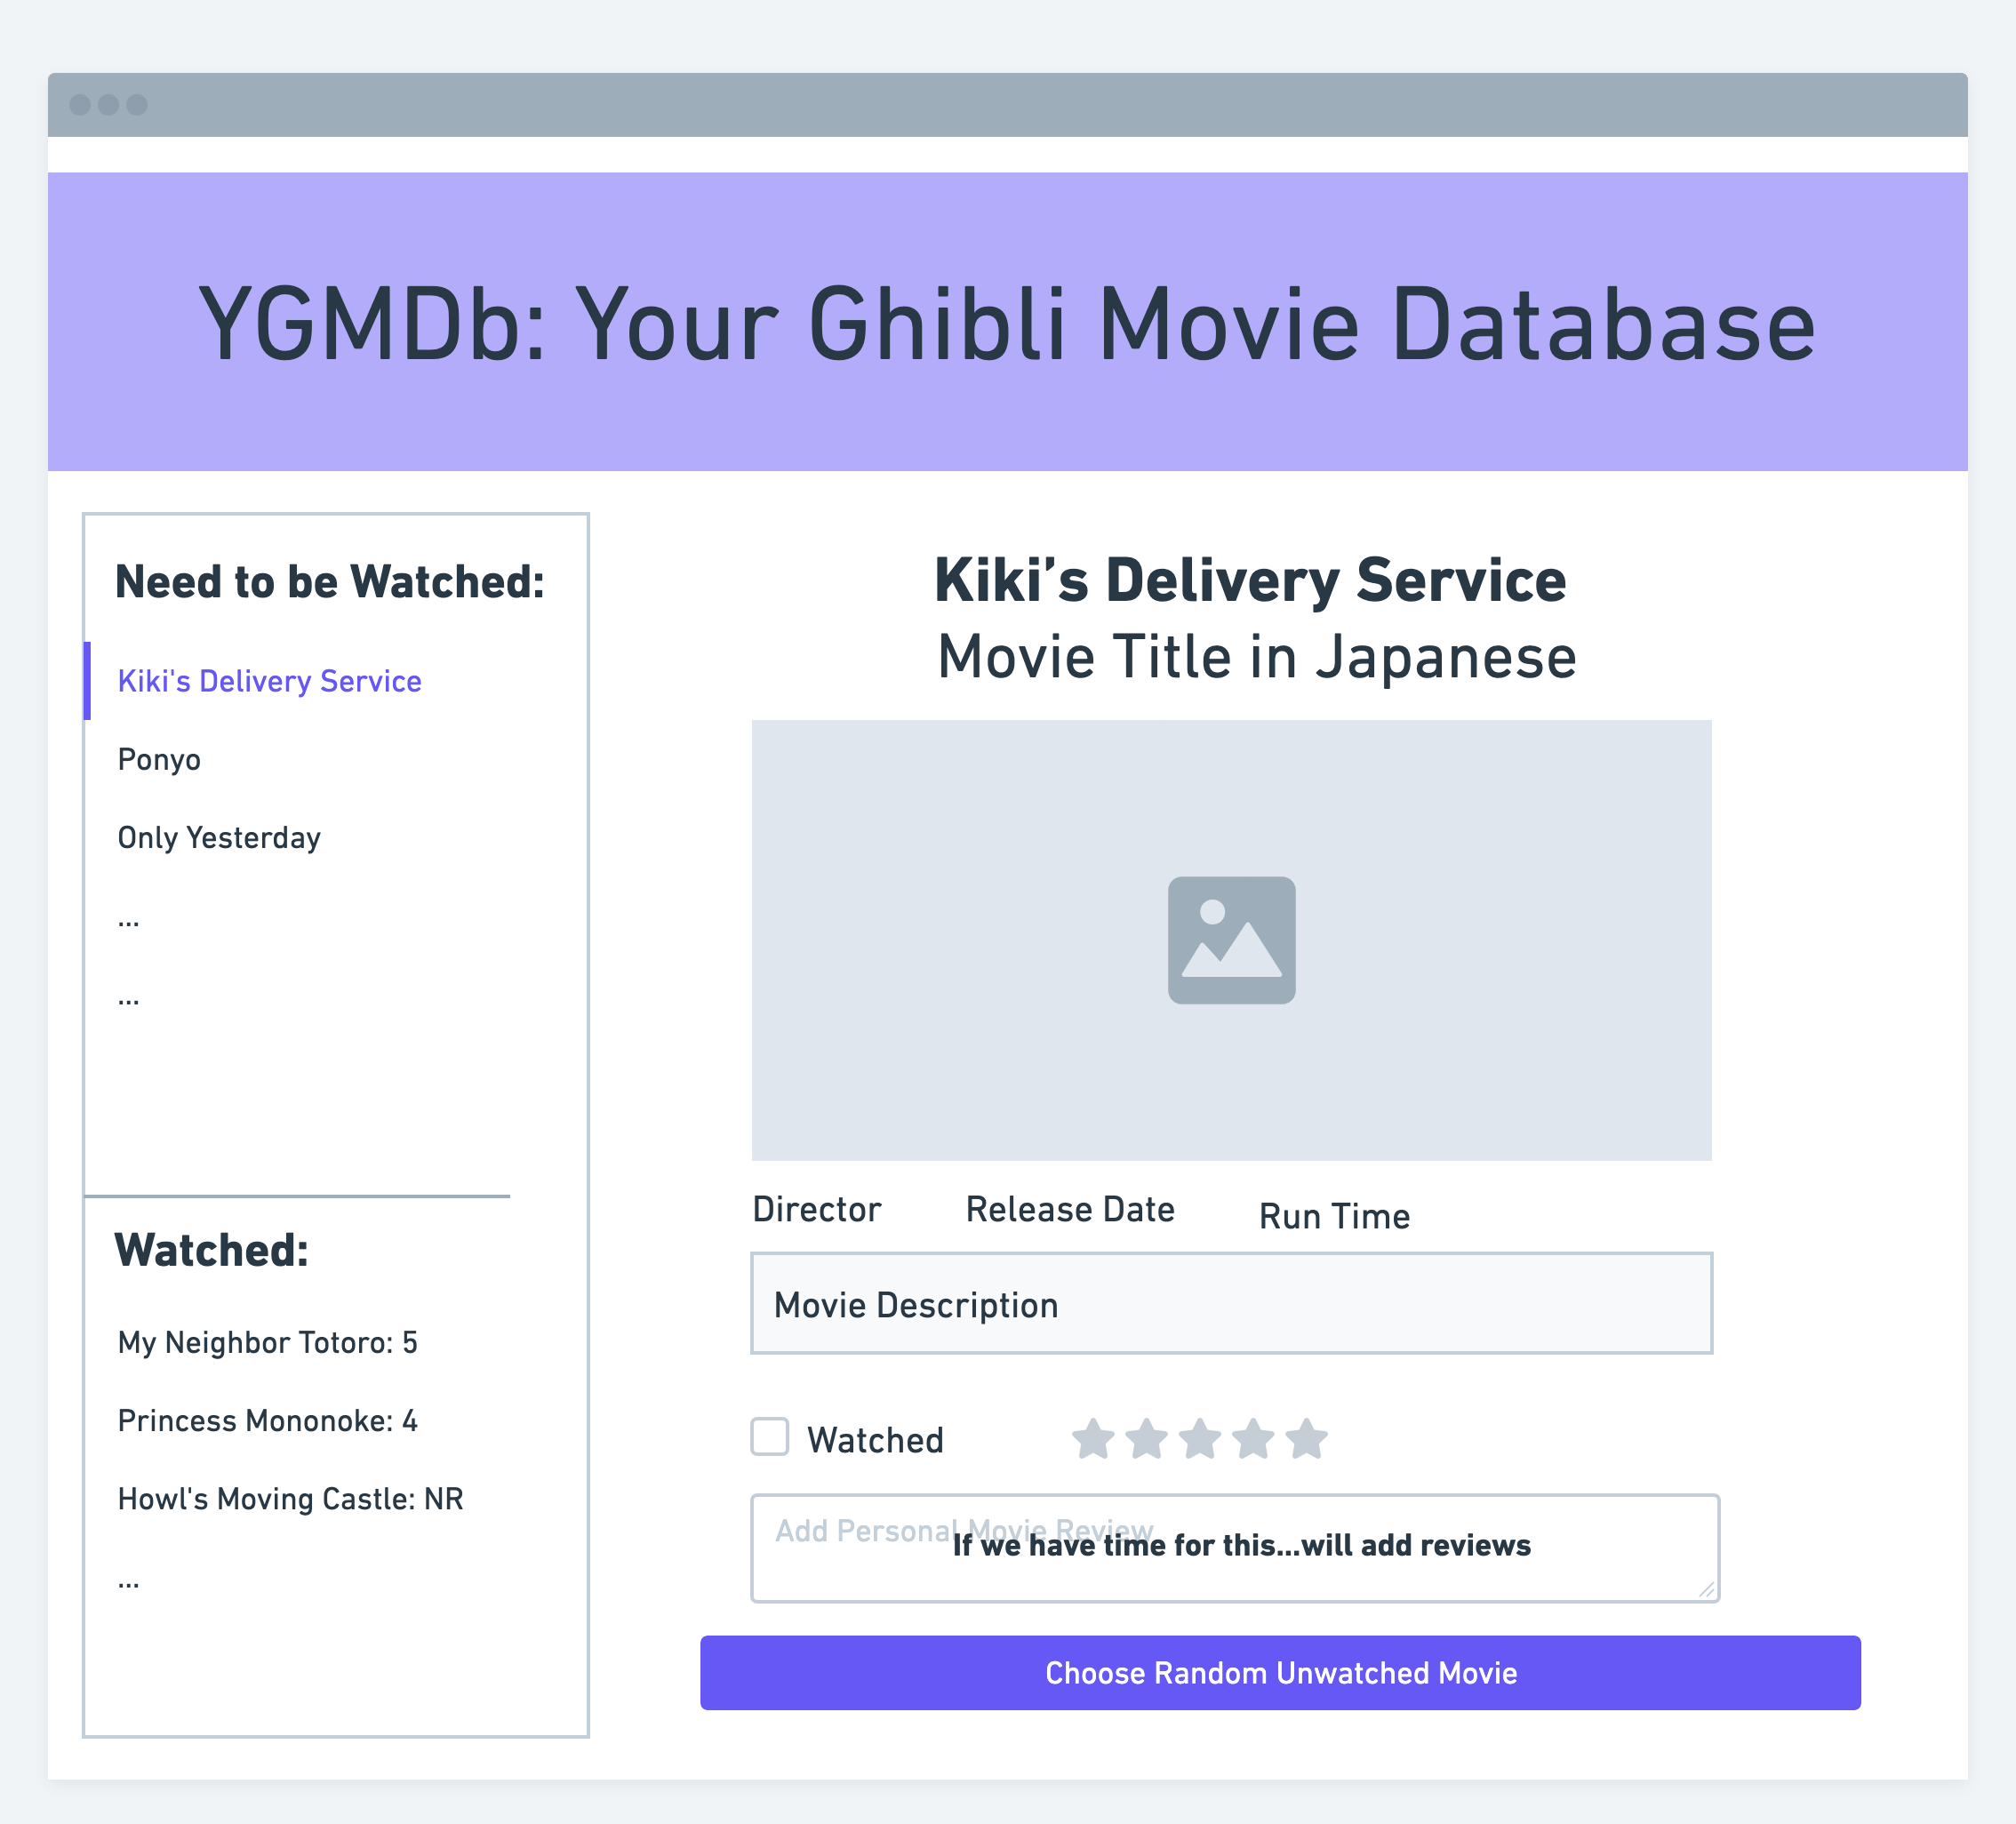 YGMDb: Your Ghibli Movie Database
Need to be Watched:
Kiki's Delivery Service
Ponyo
Only Yesterday
...
...
Watched:
My Neighbor Totoro: 5
Princess Mononoke: 4
Howl's Moving Castle: NR
...
Kiki’s Delivery Service
Movie Title in Japanese
Director Release Date Run Time
Movie Description
Watched
Add Personal Movie Review
If we have time for this...will add reviews
Choose Random Unwatched Movie